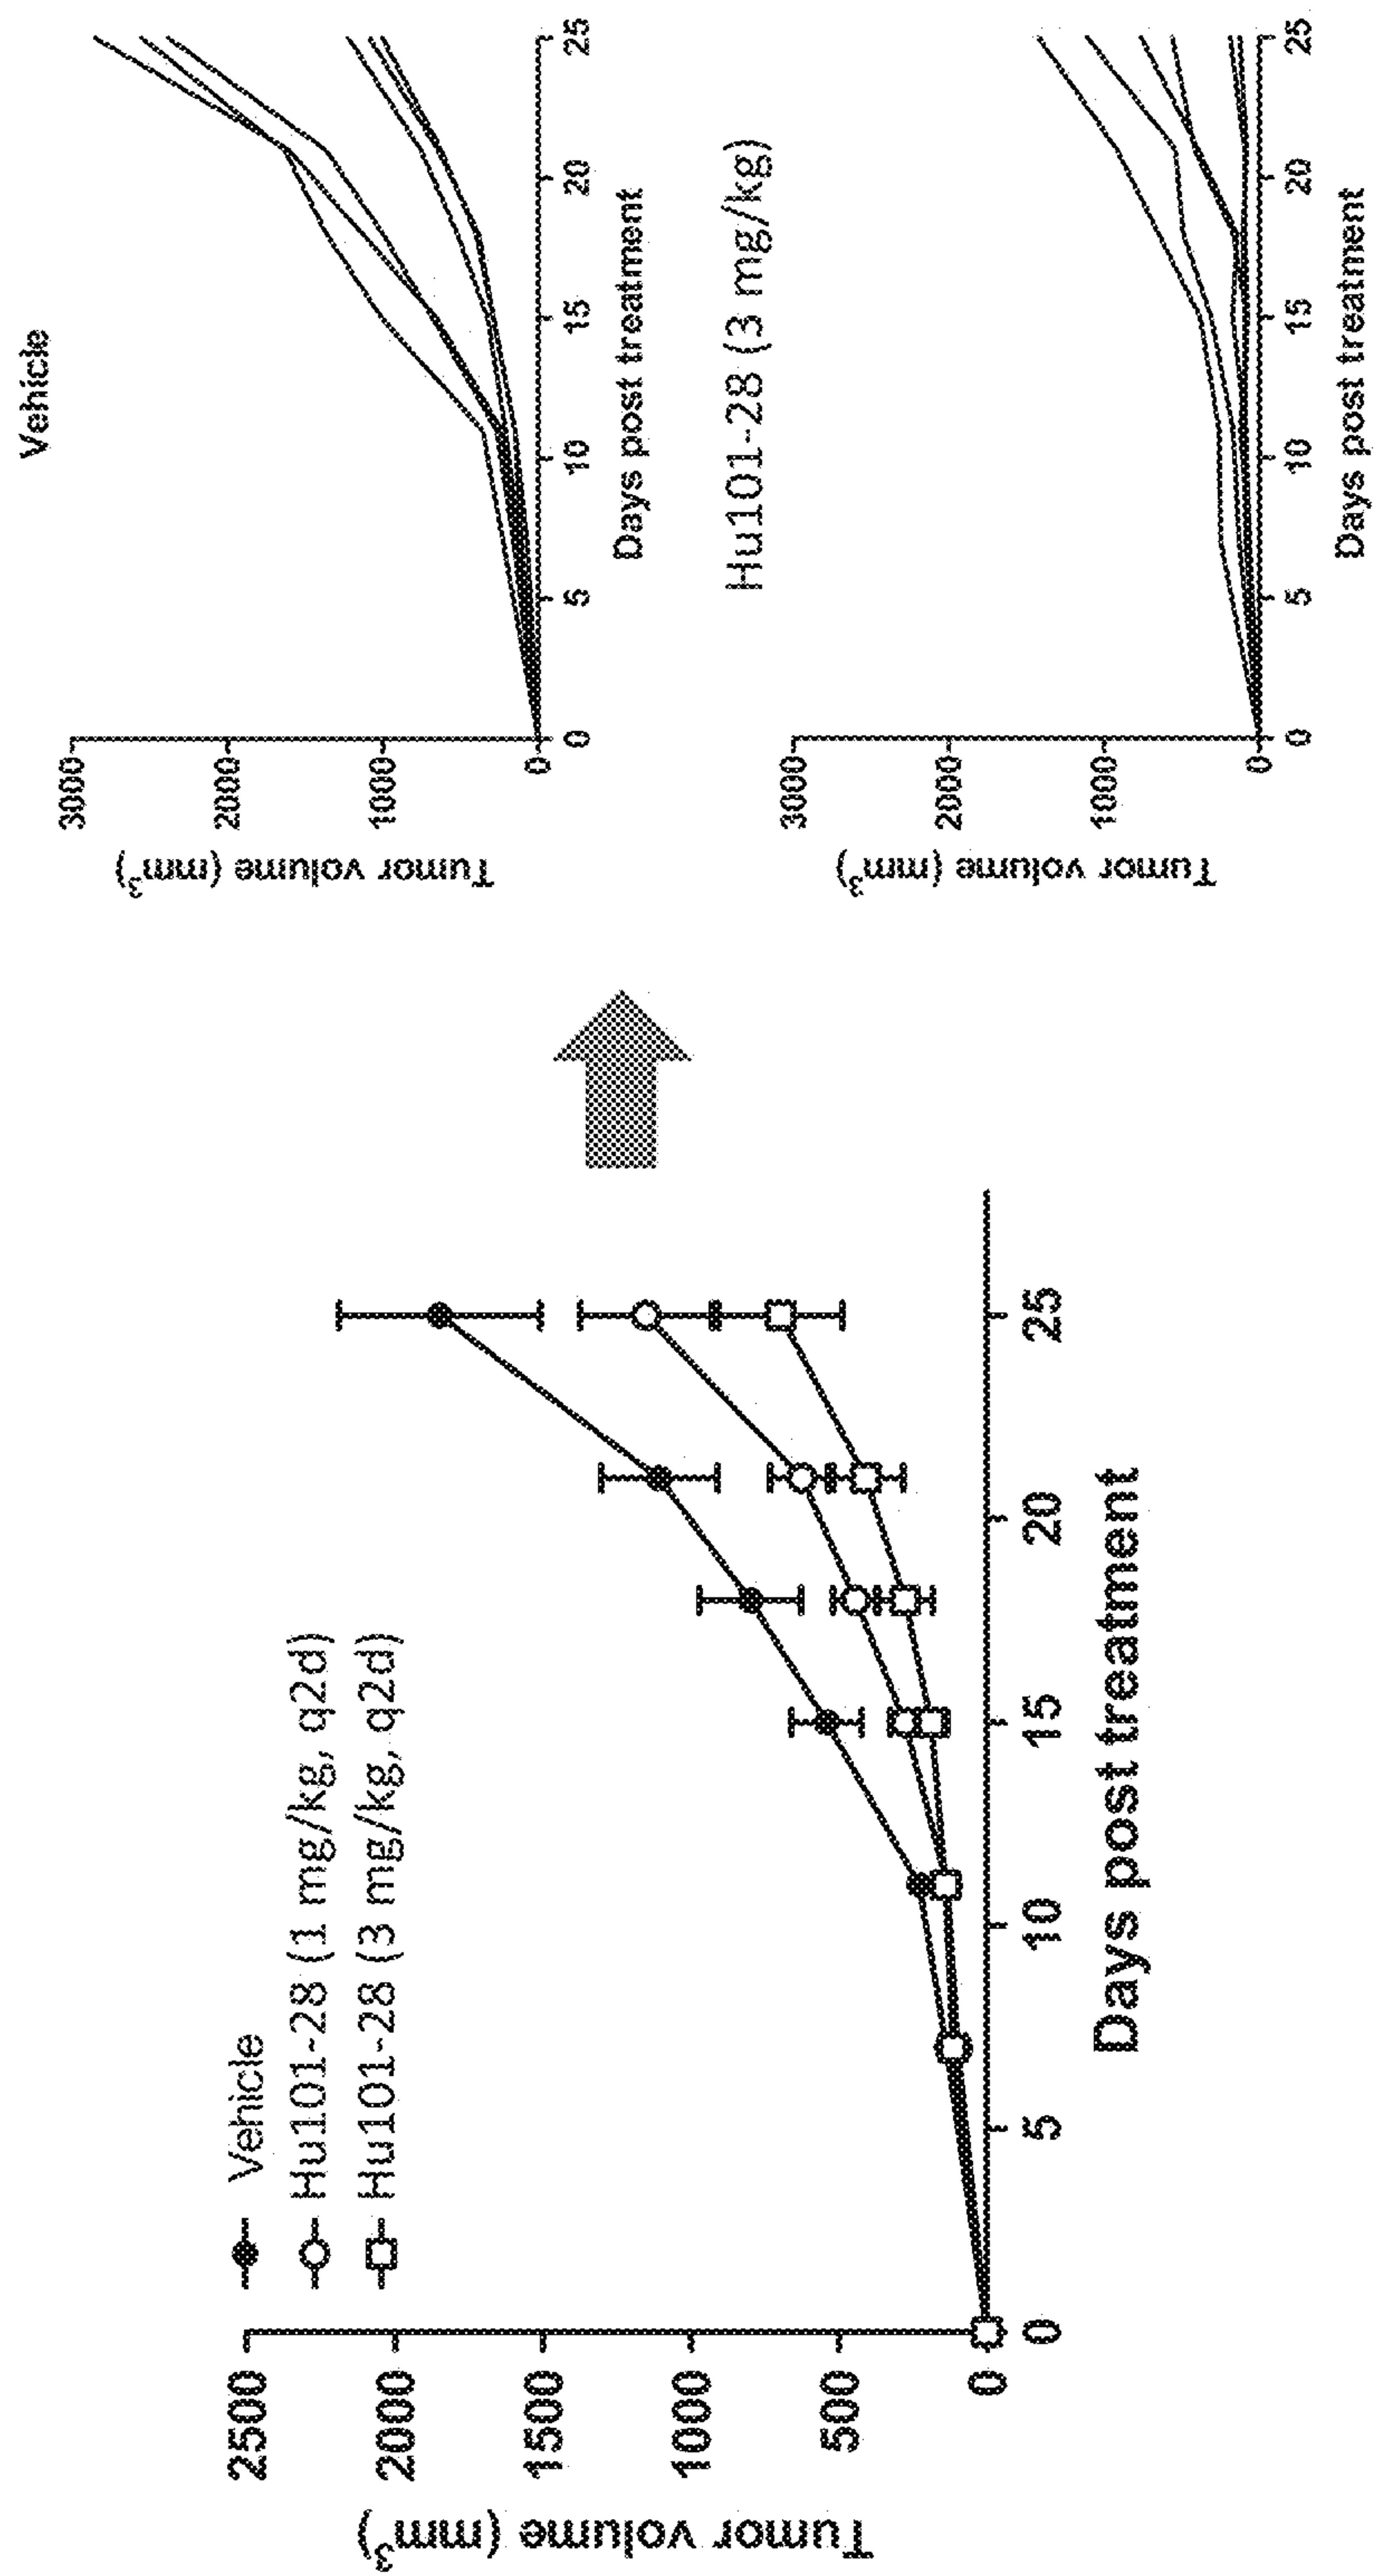 Vehicle
Hu101-28 (1 mg/kg, q2d)
Hu101-28 (3 mg/kg, q2d)
Tumor volume (mm³)
2500
2000
1500
1000
500
0
0 5 10 15 20 25
Days post treatment
Vehicle
Tumor volume (mm³)
3000
2000
1000
0
0 5 10 15 20 25
Days post treatment
Hu101-28 (3 mg/kg)
Tumor volume (mm³)
3000
2000
1000
0
0 5 10 15 20 25
Days post treatment